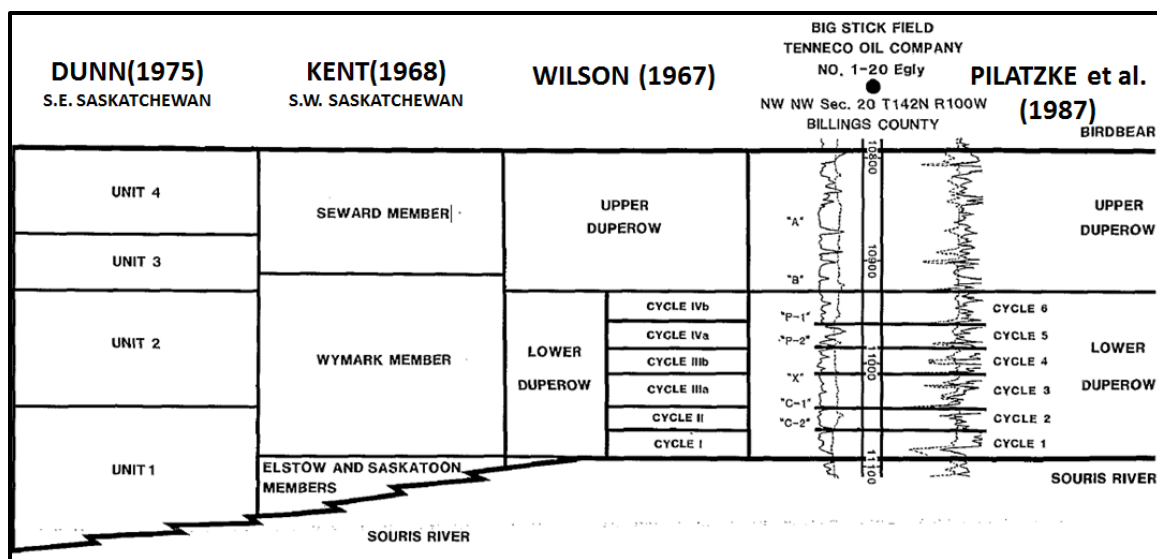 BIG STICK FIELD
TENNECO OIL COMPANY
NO. 1-20 Egly
NW NW Sec. 20 T142N R100W
BILLINGS COUNTY
DUNN(1975)
S.E. SASKATCHEWAN
KENT(1968)
S.W. SASKATCHEWAN
WILSON (1967)
PILATZKE et al.
(1987)
BIRDBEAR
UNIT 4
UNIT 3
UNIT 2
UNIT 1
SEWARD MEMBER
WYMARK MEMBER
ELSTOW AND SASKATOON
MEMBERS
SOURIS RIVER
UPPER
DUPEROW
LOWER
DUPEROW
CYCLE IVb
CYCLE IVa
CYCLE IIIb
CYCLE IIIa
CYCLE II
CYCLE I
"A"
"B"
"P-1"
"P-2"
"X"
"C-1"
"C-2"
10800
10900
11000
11100
CYCLE 6
CYCLE 5
CYCLE 4
CYCLE 3
CYCLE 2
CYCLE 1
UPPER
DUPEROW
LOWER
DUPEROW
SOURIS RIVER